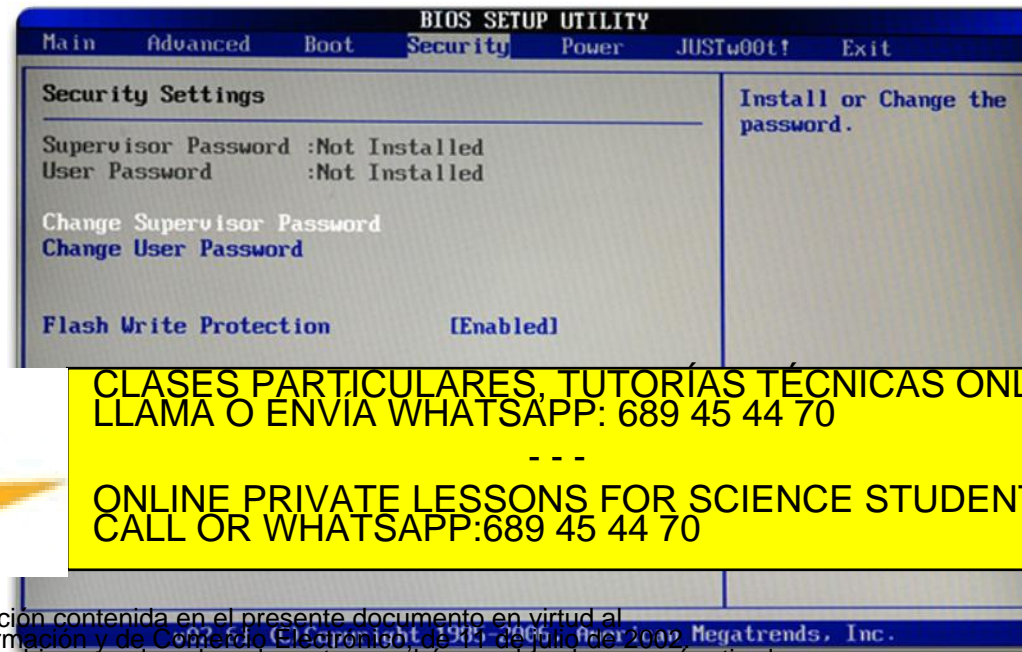 BIOS SETUP UTILITY
Main Advanced Boot Security Power JUSTw00t! Exit
Security Settings
Install or Change the
password.
Supervisor Password :Not Installed
User Password :Not Installed
Change Supervisor Password
Change User Password
Flash Write Protection [Enabled]
CLASES PARTICULARES, TUTORÍAS TÉCNICAS ONL
LLAMA O ENVÍA WHATSAPP: 689 45 44 70
- - -
ONLINE PRIVATE LESSONS FOR SCIENCE STUDENT
CALL OR WHATSAPP:689 45 44 70
ción contenida en el presente documento en virtud al
rmación y de Comercio Electrónico, de 11 de julio de 2002.
Megatrends, Inc.